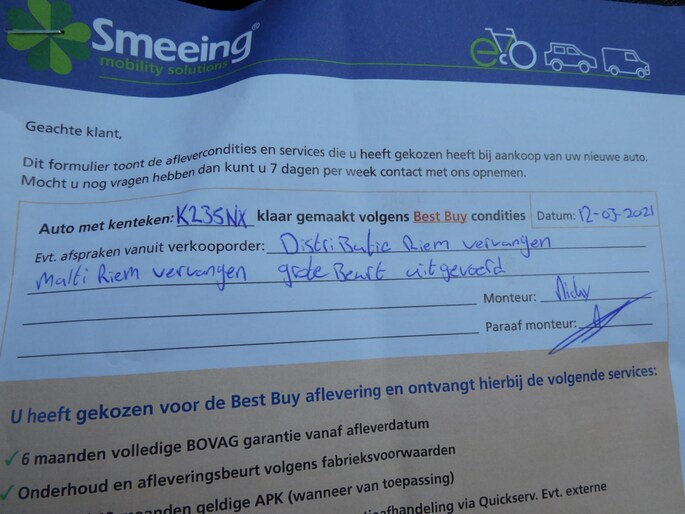 Smeeing®
mobility solutions
eco
Geachte klant,
Dit formulier toont de aflevercondities en services die u heeft gekozen heeft bij aankoop van uw nieuwe auto.
Mocht u nog vragen hebben dan kunt u 7 dagen per week contact met ons opnemen.
Auto met kenteken: K235NX klaar gemaakt volgens Best Buy condities Datum: 12-03-2021
Evt. afspraken vanuit verkooporder: Distributie Riem vervangen
Multi Riem vervangen grote Beurt uitgevoerd
Monteur: Nicky
Paraaf monteur:
U heeft gekozen voor de Best Buy aflevering en ontvangt hierbij de volgende services:
✓ 6 maanden volledige BOVAG garantie vanaf afleverdatum
✓ Onderhoud en afleveringsbeurt volgens fabrieksvoorwaarden
maanden geldige APK (wanneer van toepassing)
afhandeling via Quickserv. Evt. externe